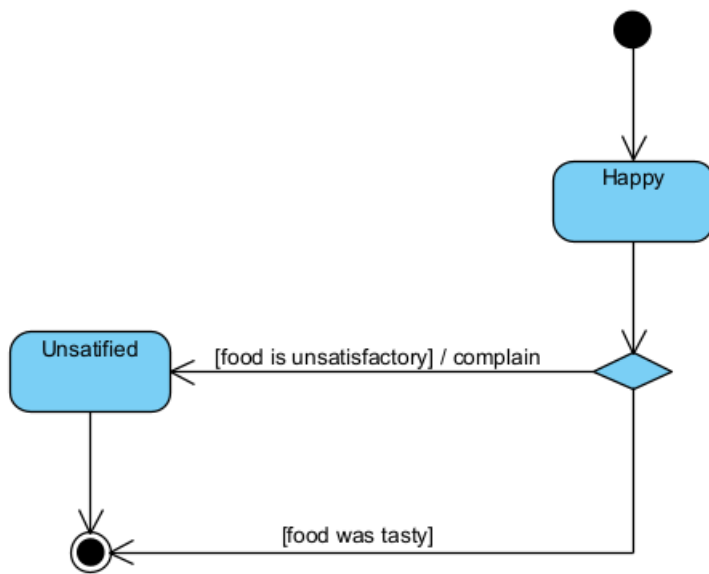 Happy
Unsatified
[food is unsatisfactory] / complain
[food was tasty]